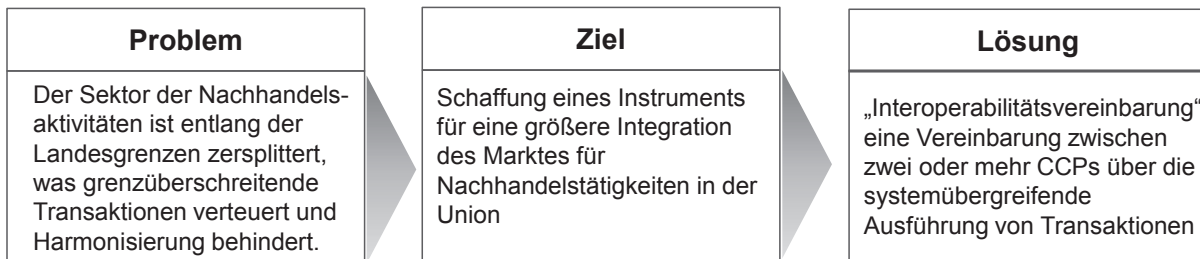 Problem
Der Sektor der Nachhandels-
aktivitäten ist entlang der
Landesgrenzen zersplittert,
was grenzüberschreitende
Transaktionen verteuert und
Harmonisierung behindert.
Ziel
Schaffung eines Instruments
für eine größere Integration
des Marktes für
Nachhandelstätigkeiten in der
Union
Lösung
„Interoperabilitätsvereinbarung“
eine Vereinbarung zwischen
zwei oder mehr CCPs über die
systemübergreifende
Ausführung von Transaktionen